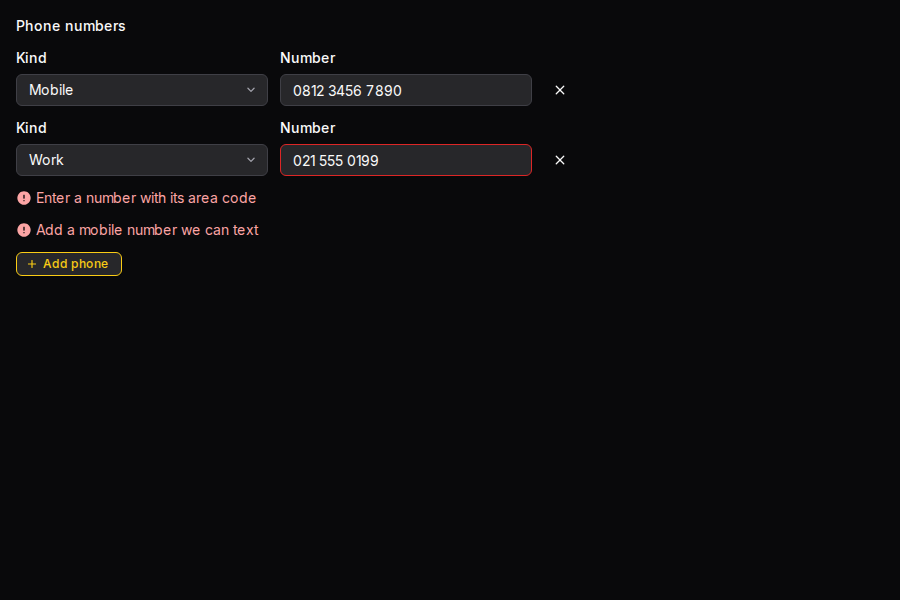 Phone numbers
Kind Number
Mobile 0812 3456 7890
Kind Number
Work 021 555 0199
Enter a number with its area code
Add a mobile number we can text
Add phone